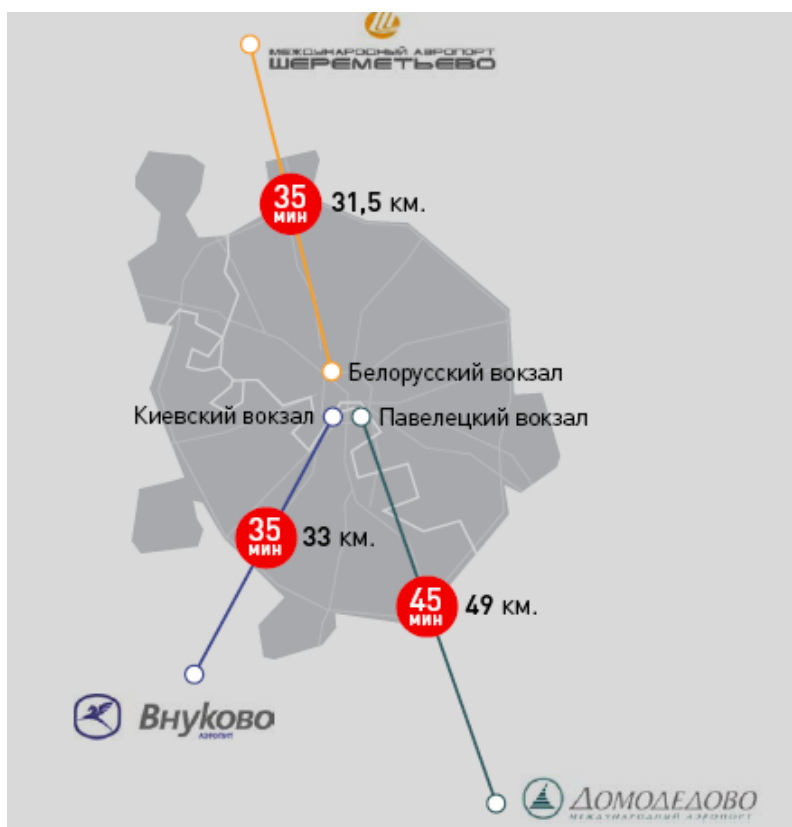 МЕЖДУНАРОДНЫЙ АЭРОПОРТ
ШЕРЕМЕТЬЕВО
35
мин
31,5 км.
Белорусский вокзал
Киевский вокзал
Павелецкий вокзал
35
мин
33 км.
45
мин
49 км.
Внуково
АЭРОПОРТ
ДОМОДЕДОВО
МЕЖДУНАРОДНЫЙ АЭРОПОРТ